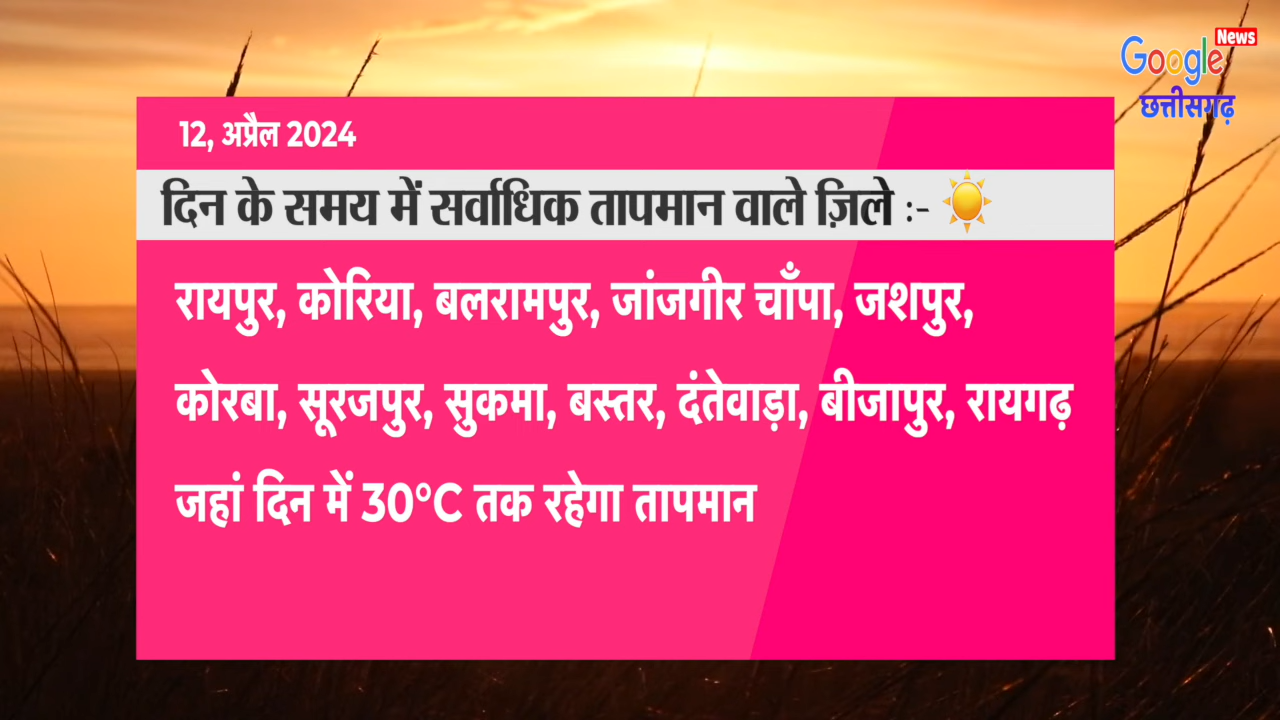 Google News
छत्तीसगढ़
12, अप्रैल 2024
दिन के समय में सर्वाधिक तापमान वाले ज़िले :-
रायपुर, कोरिया, बलरामपुर, जांजगीर चाँपा, जशपुर,
कोरबा, सूरजपुर, सुकमा, बस्तर, दंतेवाड़ा, बीजापुर, रायगढ़
जहां दिन में 30°C तक रहेगा तापमान